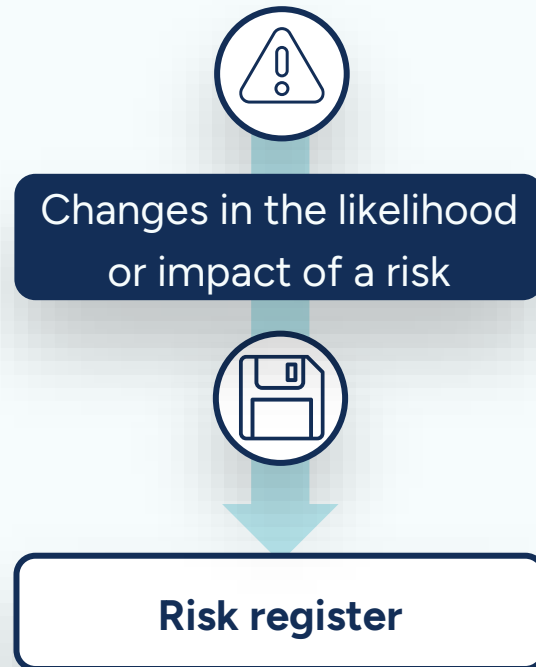 Changes in the likelihood
or impact of a risk
Risk register